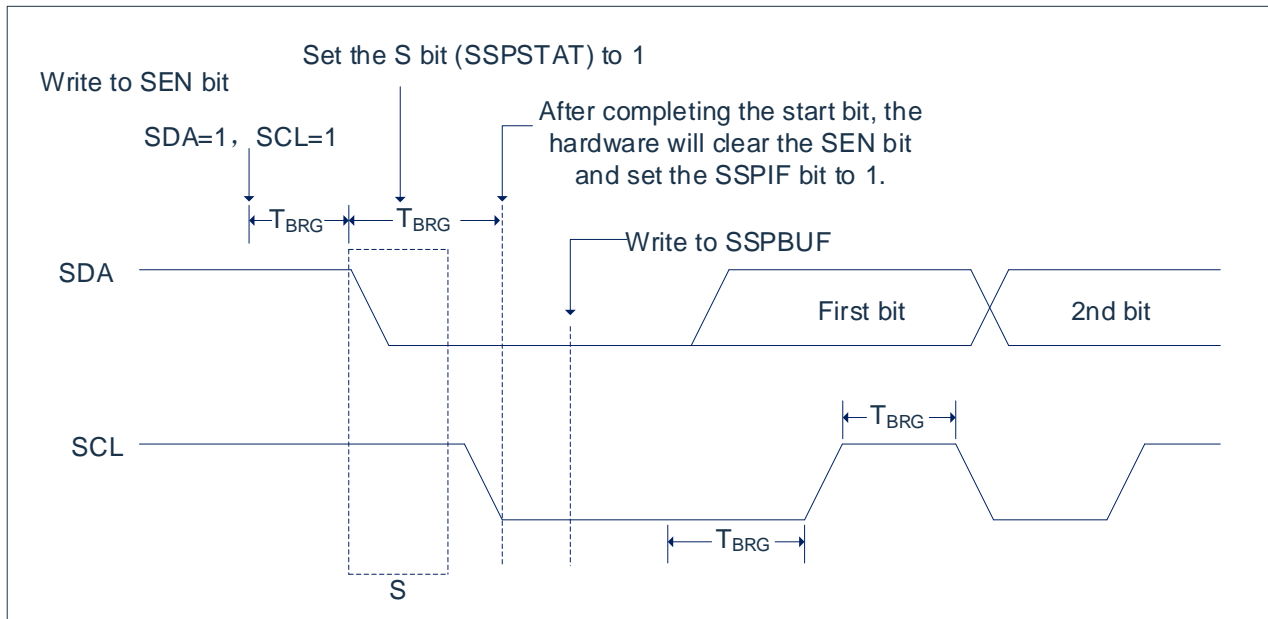 Set the S bit (SSPSTAT) to 1
Write to SEN bit
SDA=1，SCL=1
After completing the start bit, the
hardware will clear the SEN bit
and set the SSPIF bit to 1.
TBRG
TBRG
Write to SSPBUF
SDA
First bit
2nd bit
TBRG
SCL
TBRG
S